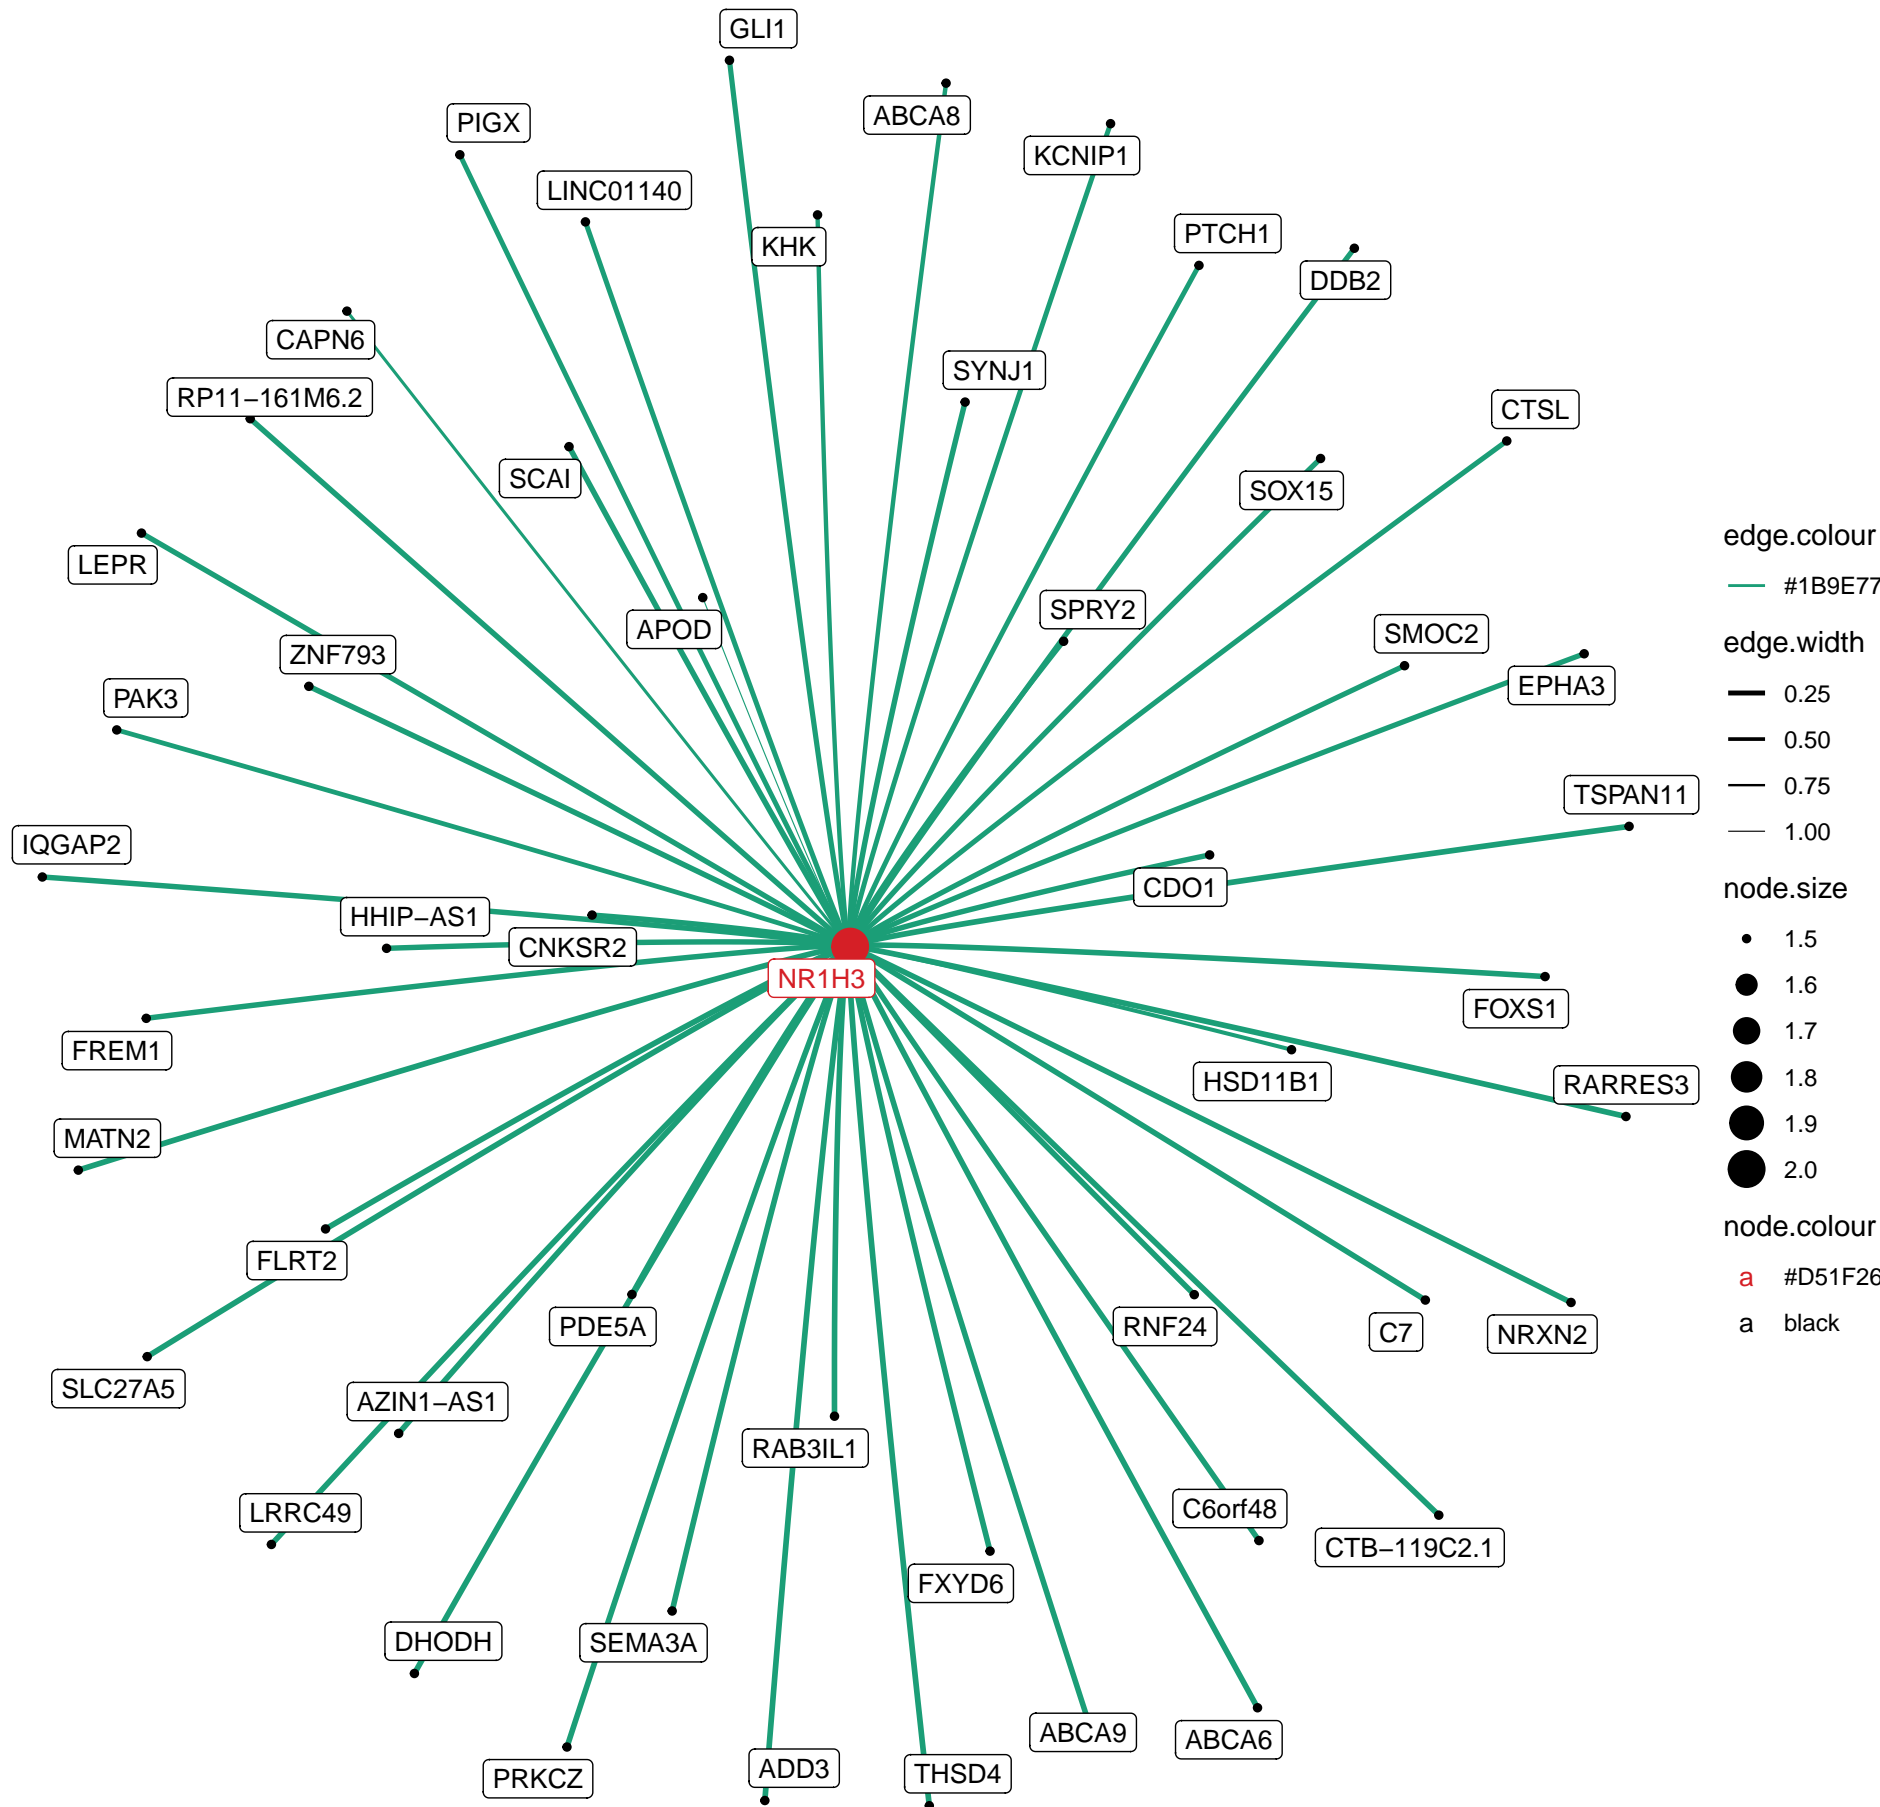 GLI1
ABCA8
PIGX
KCNIP1
LINC01140
PTCH1
KHK
DDB2
CAPN6
SYNJ1
RP11−161M6.2
CTSL
SCAI
SOX15
LEPR
SPRY2
APOD
SMOC2
ZNF793
EPHA3
PAK3
TSPAN11
IQGAP2
CDO1
HHIP−AS1
CNKSR2
NR1H3
FOXS1
FREM1
HSD11B1
RARRES3
MATN2
FLRT2
PDE5A
RNF24
C7
NRXN2
SLC27A5
AZIN1−AS1
RAB3IL1
LRRC49
C6orf48
CTB−119C2.1
FXYD6
DHODH
SEMA3A
ABCA9
ABCA6
PRKCZ
ADD3
THSD4
edge.colour
#1B9E77
edge.width
0.25
0.50
0.75
1.00
node.size
1.5
1.6
1.7
1.8
1.9
2.0
node.colour
a #D51F26
a black